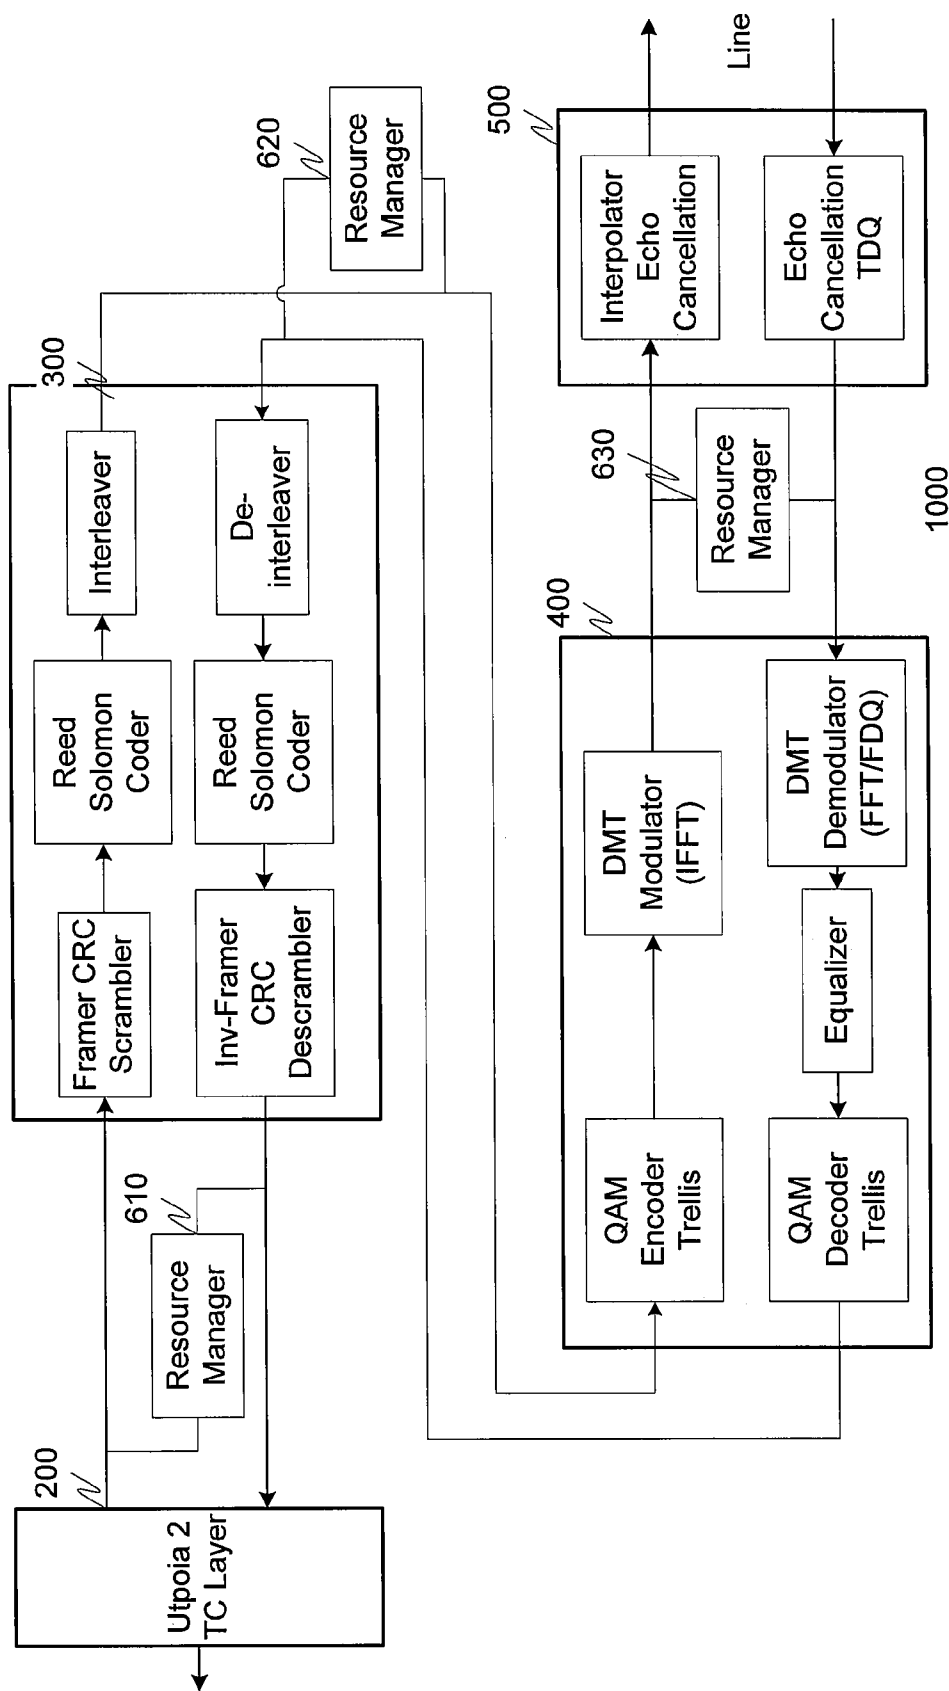 200
Utpoia 2
TC Layer
610
Resource
Manager
300
Framer CRC
Scrambler
Reed
Solomon
Coder
Interleaver
Inv-Framer
CRC
Descrambler
Reed
Solomon
Coder
De-
interleaver
620
Resource
Manager
400
QAM
Encoder
Trellis
DMT
Modulator
(IFFT)
QAM
Decoder
Trellis
Equalizer
DMT
Demodulator
(FFT/FDQ)
630
Resource
Manager
500
Interpolator
Echo
Cancellation
Echo
Cancellation
TDQ
Line
1000